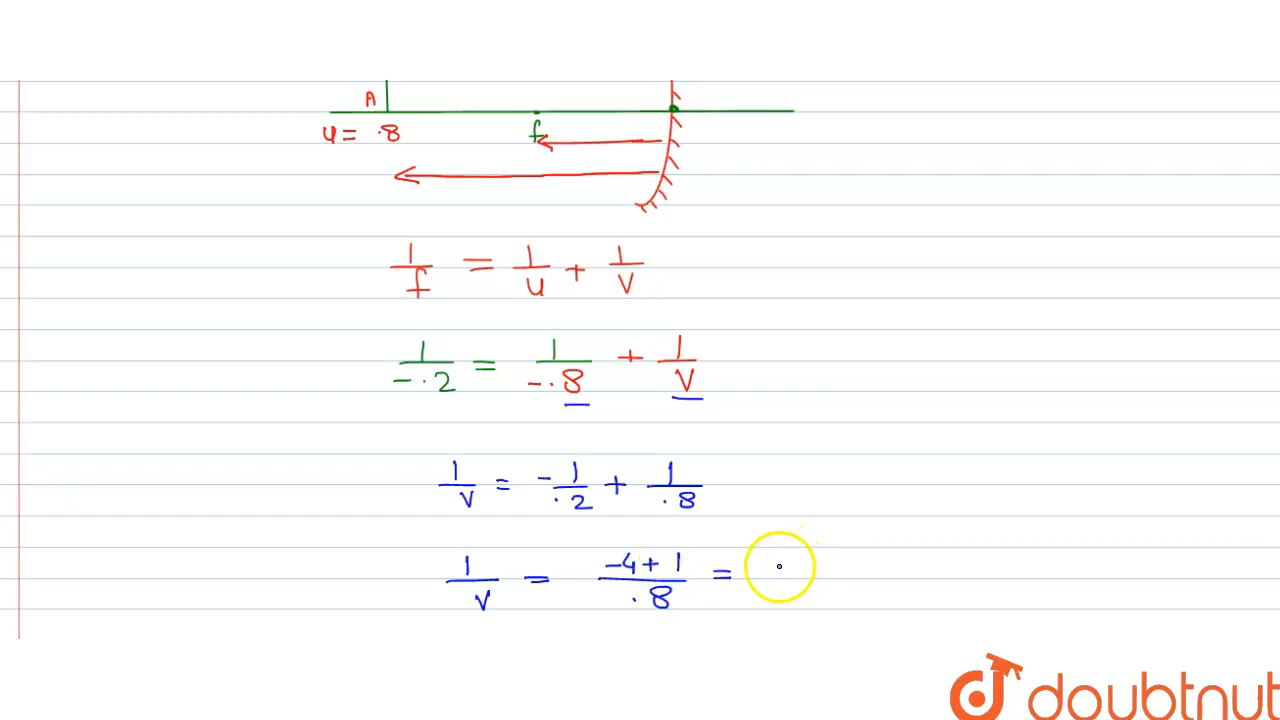 A
u = .8 f
1/f = 1/u + 1/v
1/-.2 = 1/-.8 + 1/v
1/v = -1/.2 + 1/.8
1/v = -4+1/.8 =
doubtnut